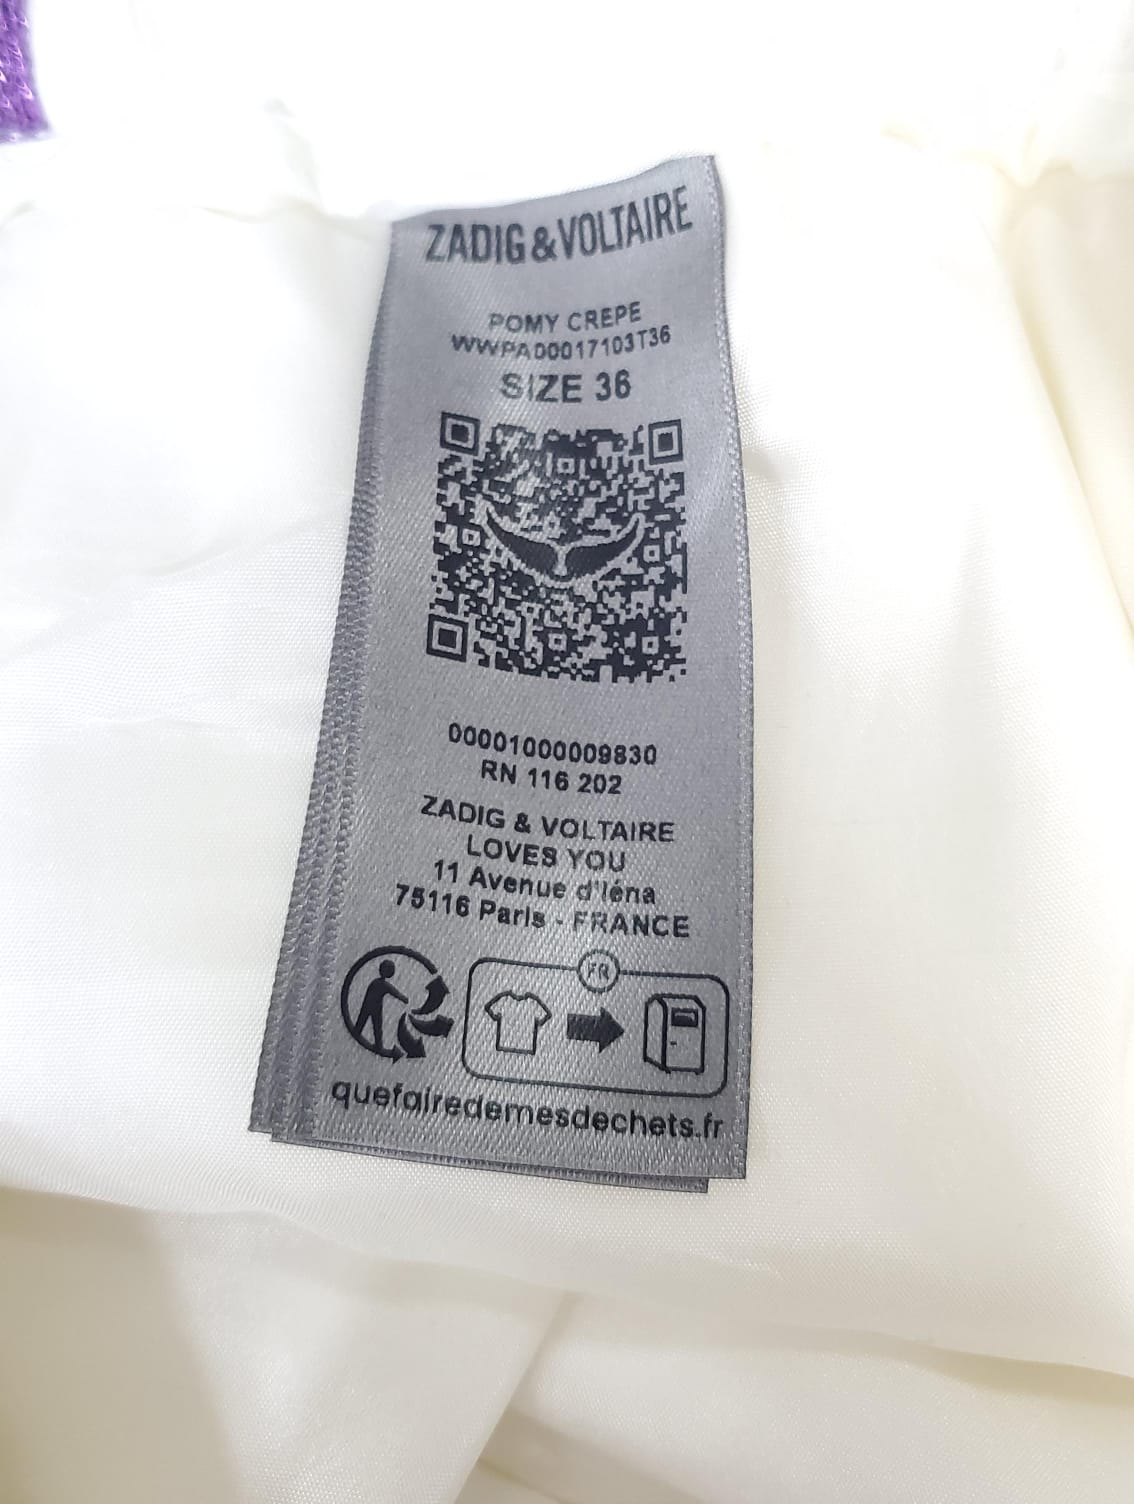 ZADIG&VOLTAIRE
POMY CREPE
WWPA00017103T36
SIZE 36
00001000009830
RN 116 202
ZADIG & VOLTAIRE
LOVES YOU
11 Avenue d'Iéna
75116 Paris - FRANCE
FR
quefairedemesdechets.fr